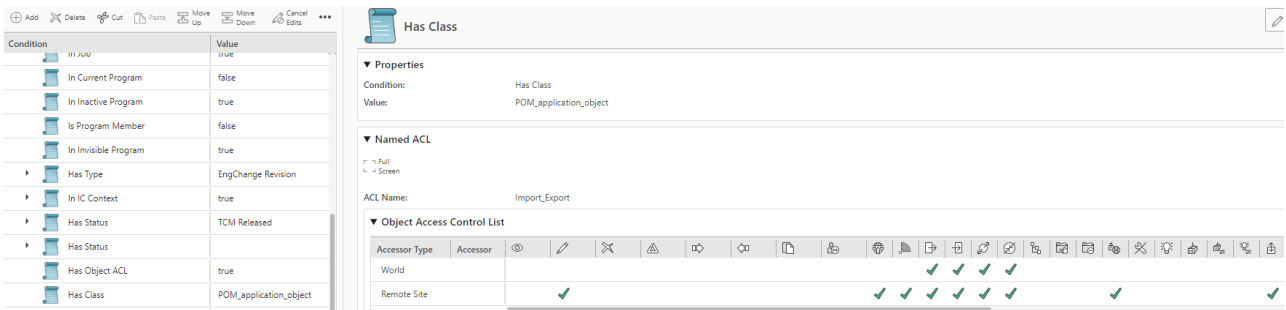 Add Delete Cut Paste Move Up Move Down Cancel Edits •••
Condition Value
In Job true
In Current Program false
In Inactive Program true
Is Program Member false
In Invisible Program true
Has Type EngChange Revision
In IC Context true
Has Status TCM Released
Has Status
Has Object ACL true
Has Class POM_application_object
Has Class
Properties
Condition: Has Class
Value: POM_application_object
Named ACL
Full
Screen
ACL Name: Import_Export
Object Access Control List
Accessor Type Accessor
World
Remote Site